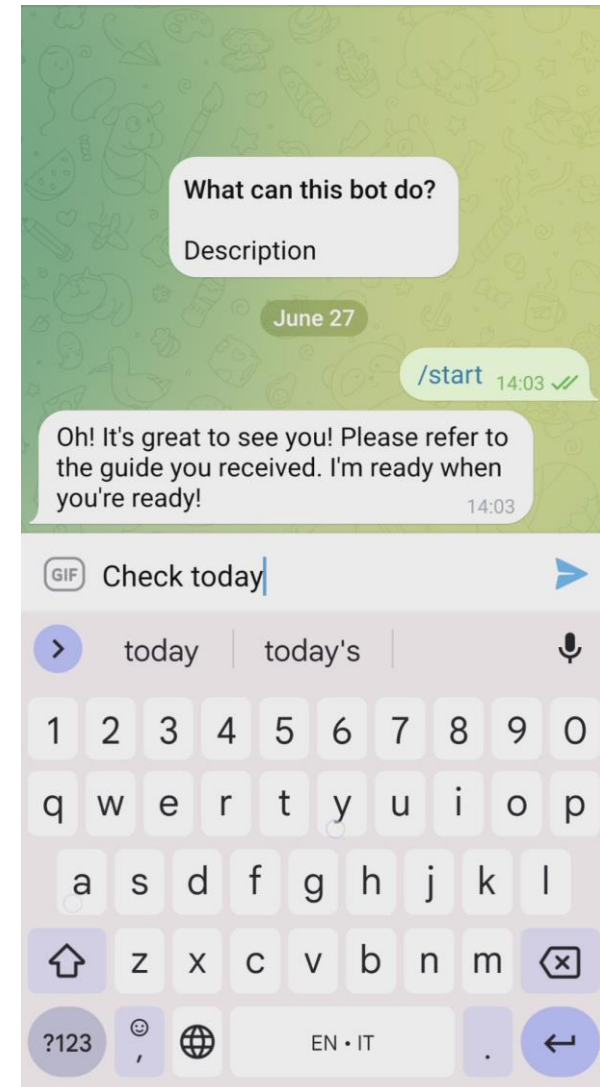 What can this bot do?
Description
June 27
/start 14:03
Oh! It's great to see you! Please refer to
the guide you received. I'm ready when
you're ready!
14:03
GIF Check today
today today's
1 2 3 4 5 6 7 8 9 0
q w e r t y u i o p
a s d f g h j k l
z x c v b n m
?123 , EN • IT .